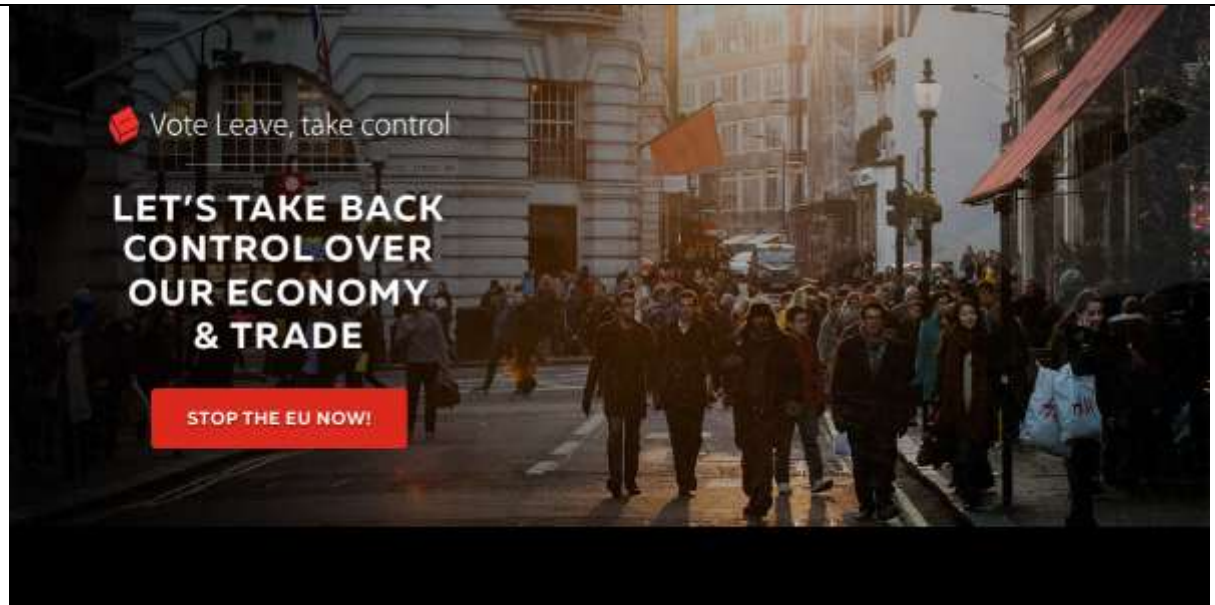 Vote Leave, take control
LET'S TAKE BACK
CONTROL OVER
OUR ECONOMY
& TRADE
STOP THE EU NOW!